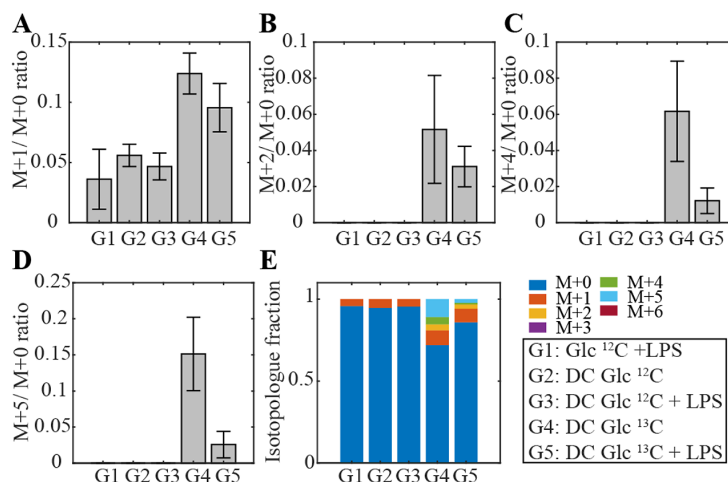 A
M+1/ M+0 ratio
0.15
0.1
0.05
0
G1 G2 G3 G4 G5
B
M+2/ M+0 ratio
0.1
0.08
0.06
0.04
0.02
0
G1 G2 G3 G4 G5
C
M+4/ M+0 ratio
0.1
0.08
0.06
0.04
0.02
0
G1 G2 G3 G4 G5
D
M+5/ M+0 ratio
0.25
0.2
0.15
0.1
0.05
0
G1 G2 G3 G4 G5
E
Isotopologue fraction
1
0.5
0
G1 G2 G3 G4 G5
M+0
M+1
M+2
M+3
M+4
M+5
M+6
G1: Glc ¹²C +LPS
G2: DC Glc ¹²C
G3: DC Glc ¹²C + LPS
G4: DC Glc ¹³C
G5: DC Glc ¹³C + LPS